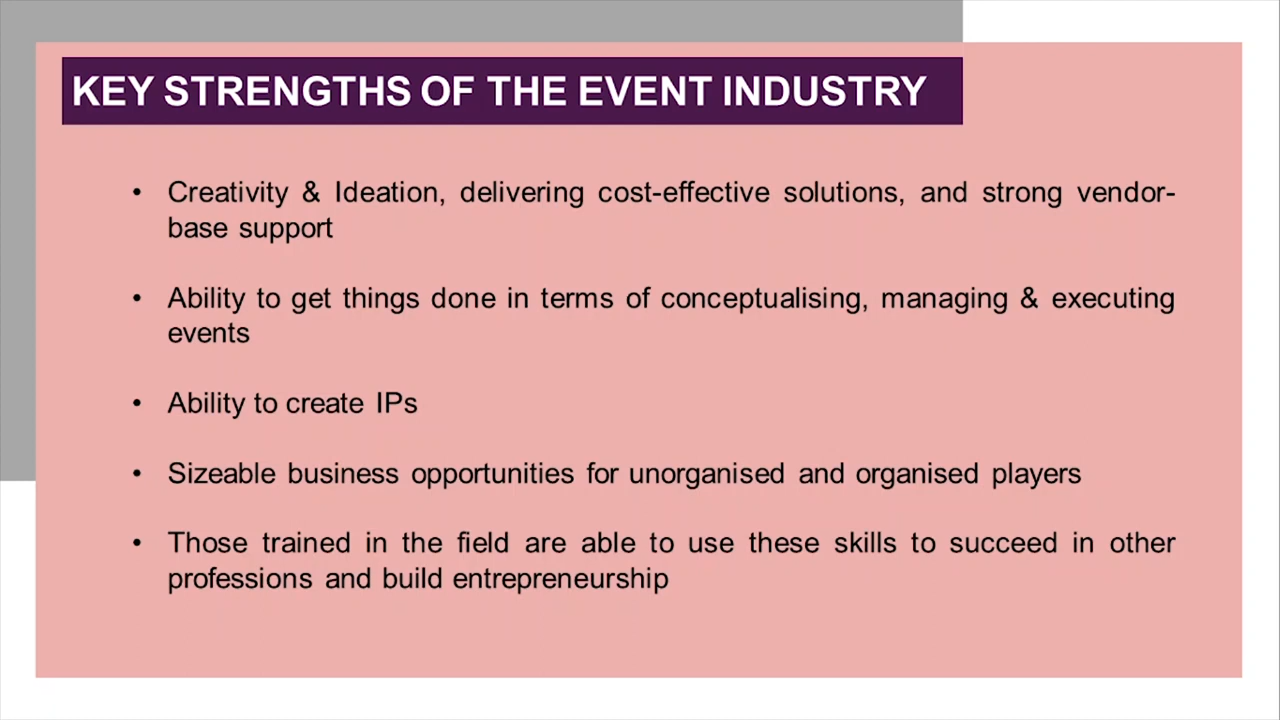 KEY STRENGTHS OF THE EVENT INDUSTRY
• Creativity & Ideation, delivering cost-effective solutions, and strong vendor-
base support
• Ability to get things done in terms of conceptualising, managing & executing
events
• Ability to create IPs
• Sizeable business opportunities for unorganised and organised players
• Those trained in the field are able to use these skills to succeed in other
professions and build entrepreneurship